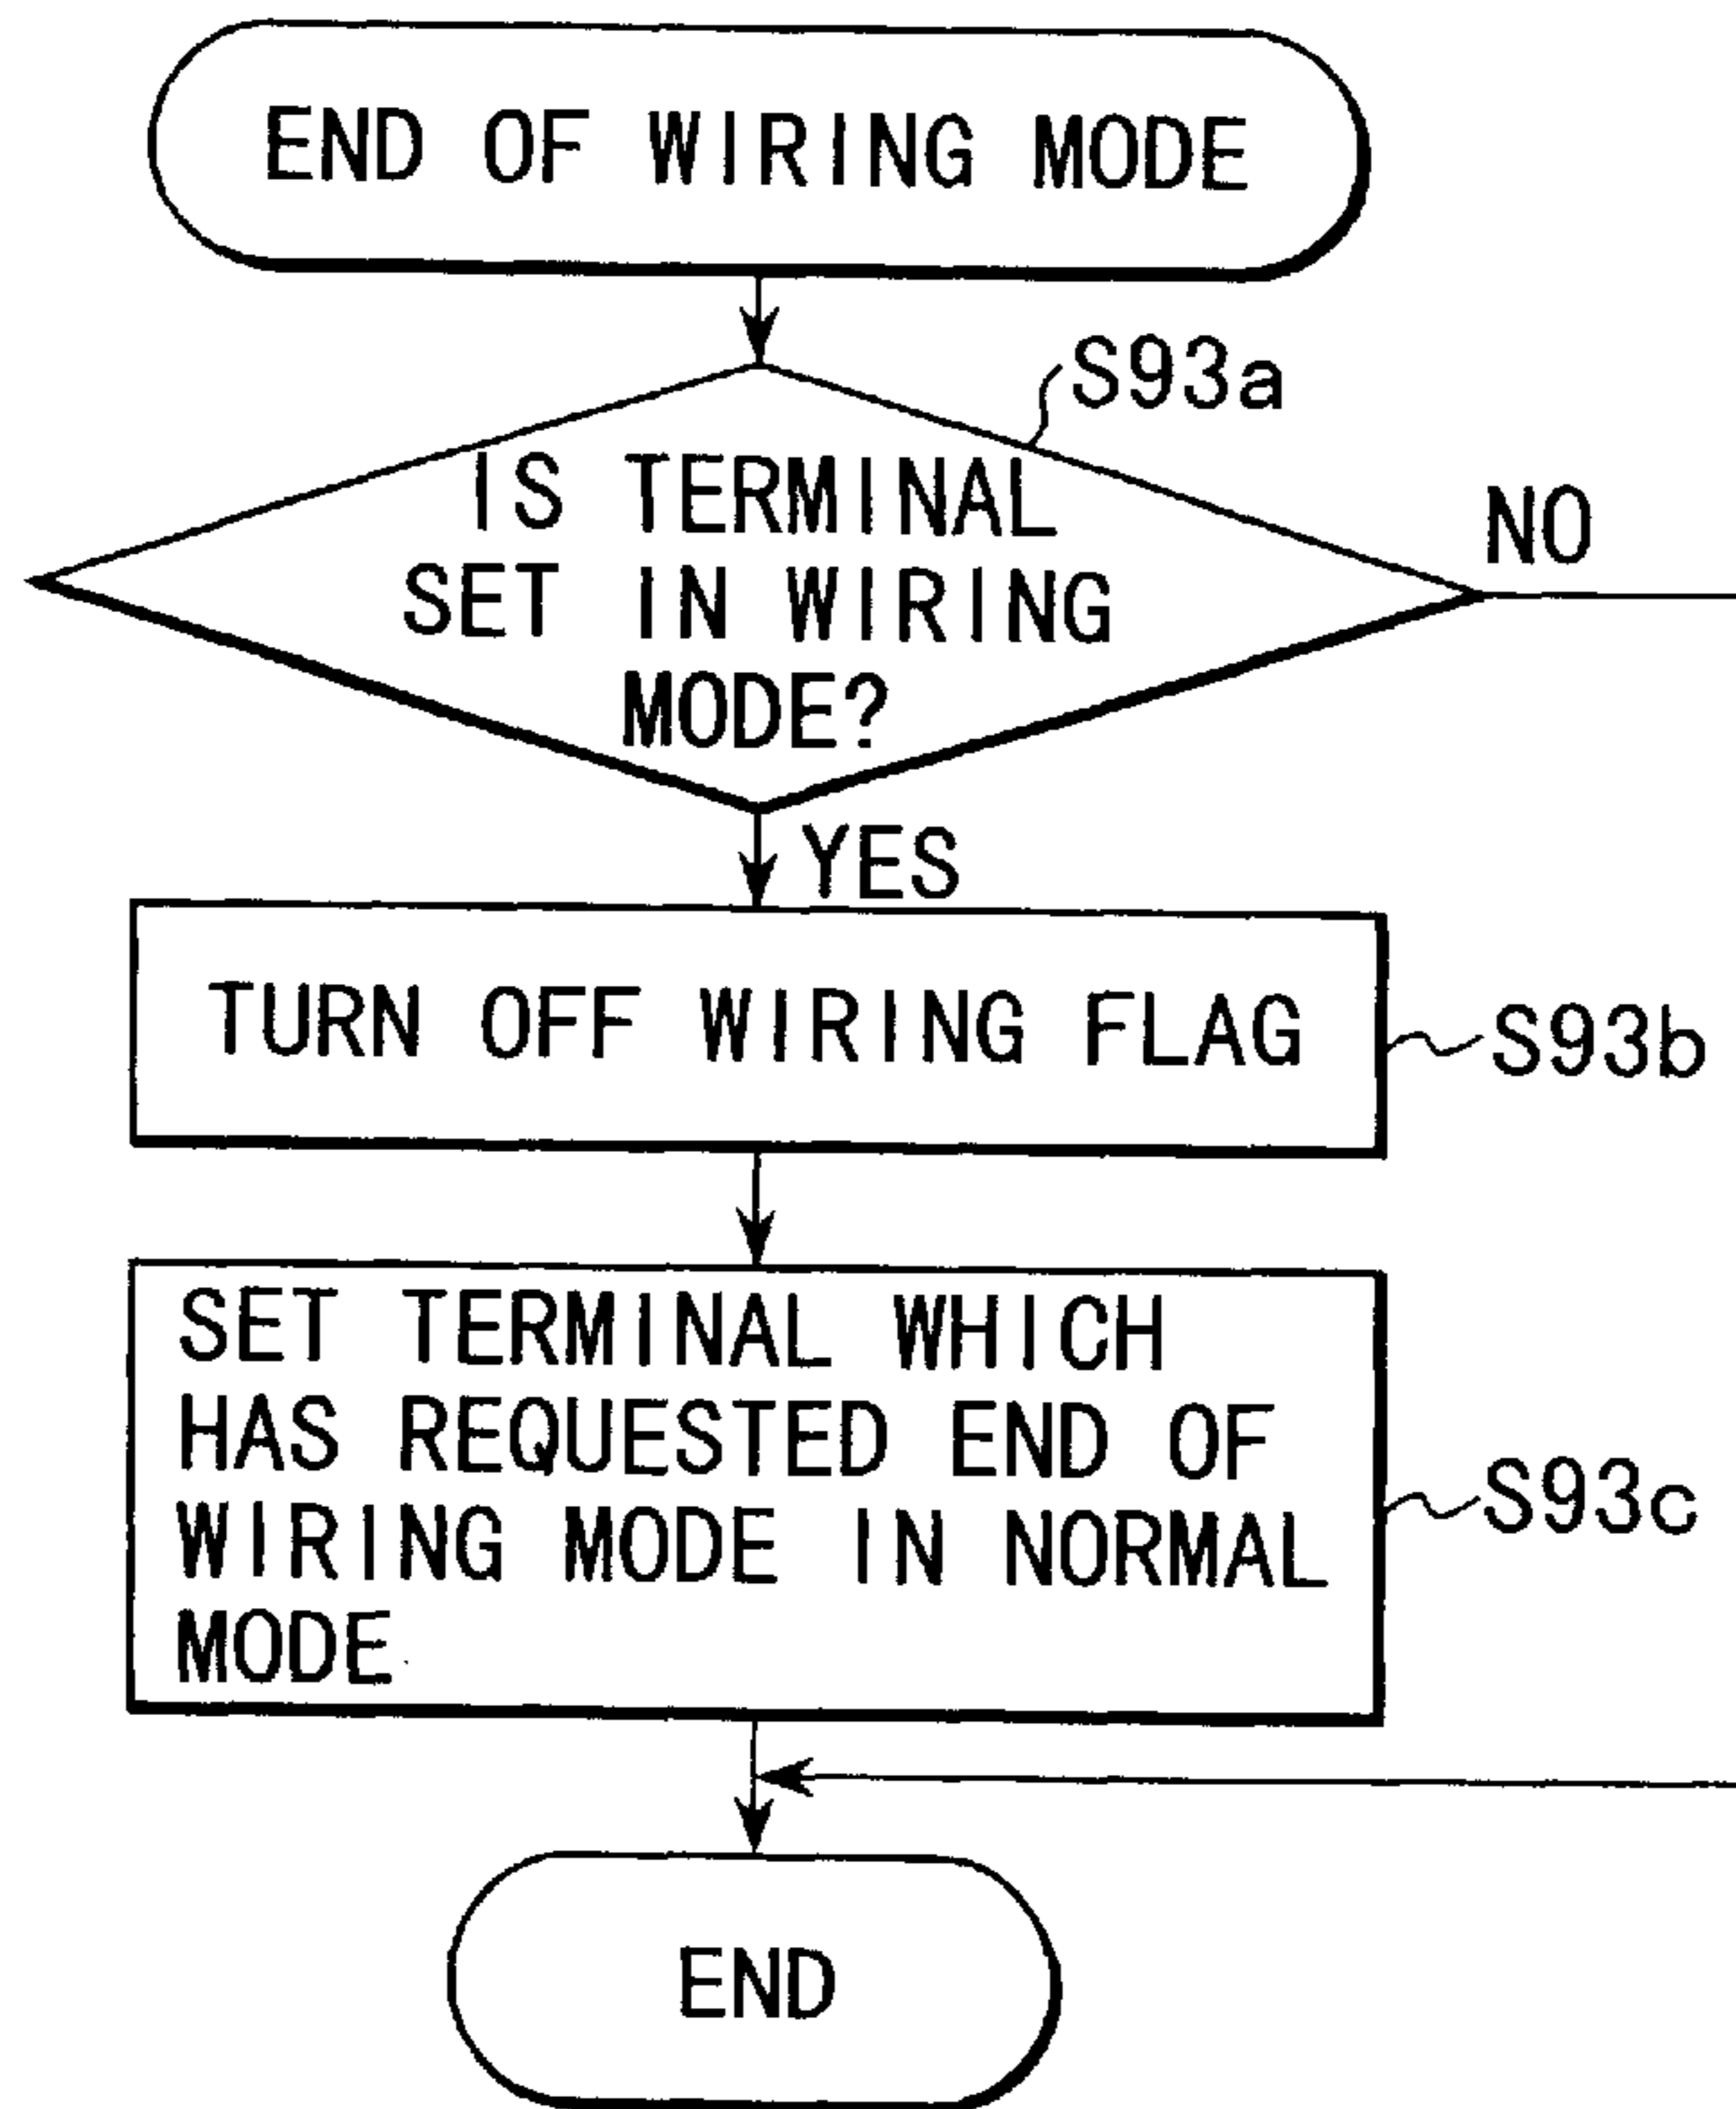 END OF WIRING MODE
S93a
IS TERMINAL
SET IN WIRING
MODE?
NO
YES
TURN OFF WIRING FLAG
S93b
SET TERMINAL WHICH
HAS REQUESTED END OF
WIRING MODE IN NORMAL
MODE
S93c
END